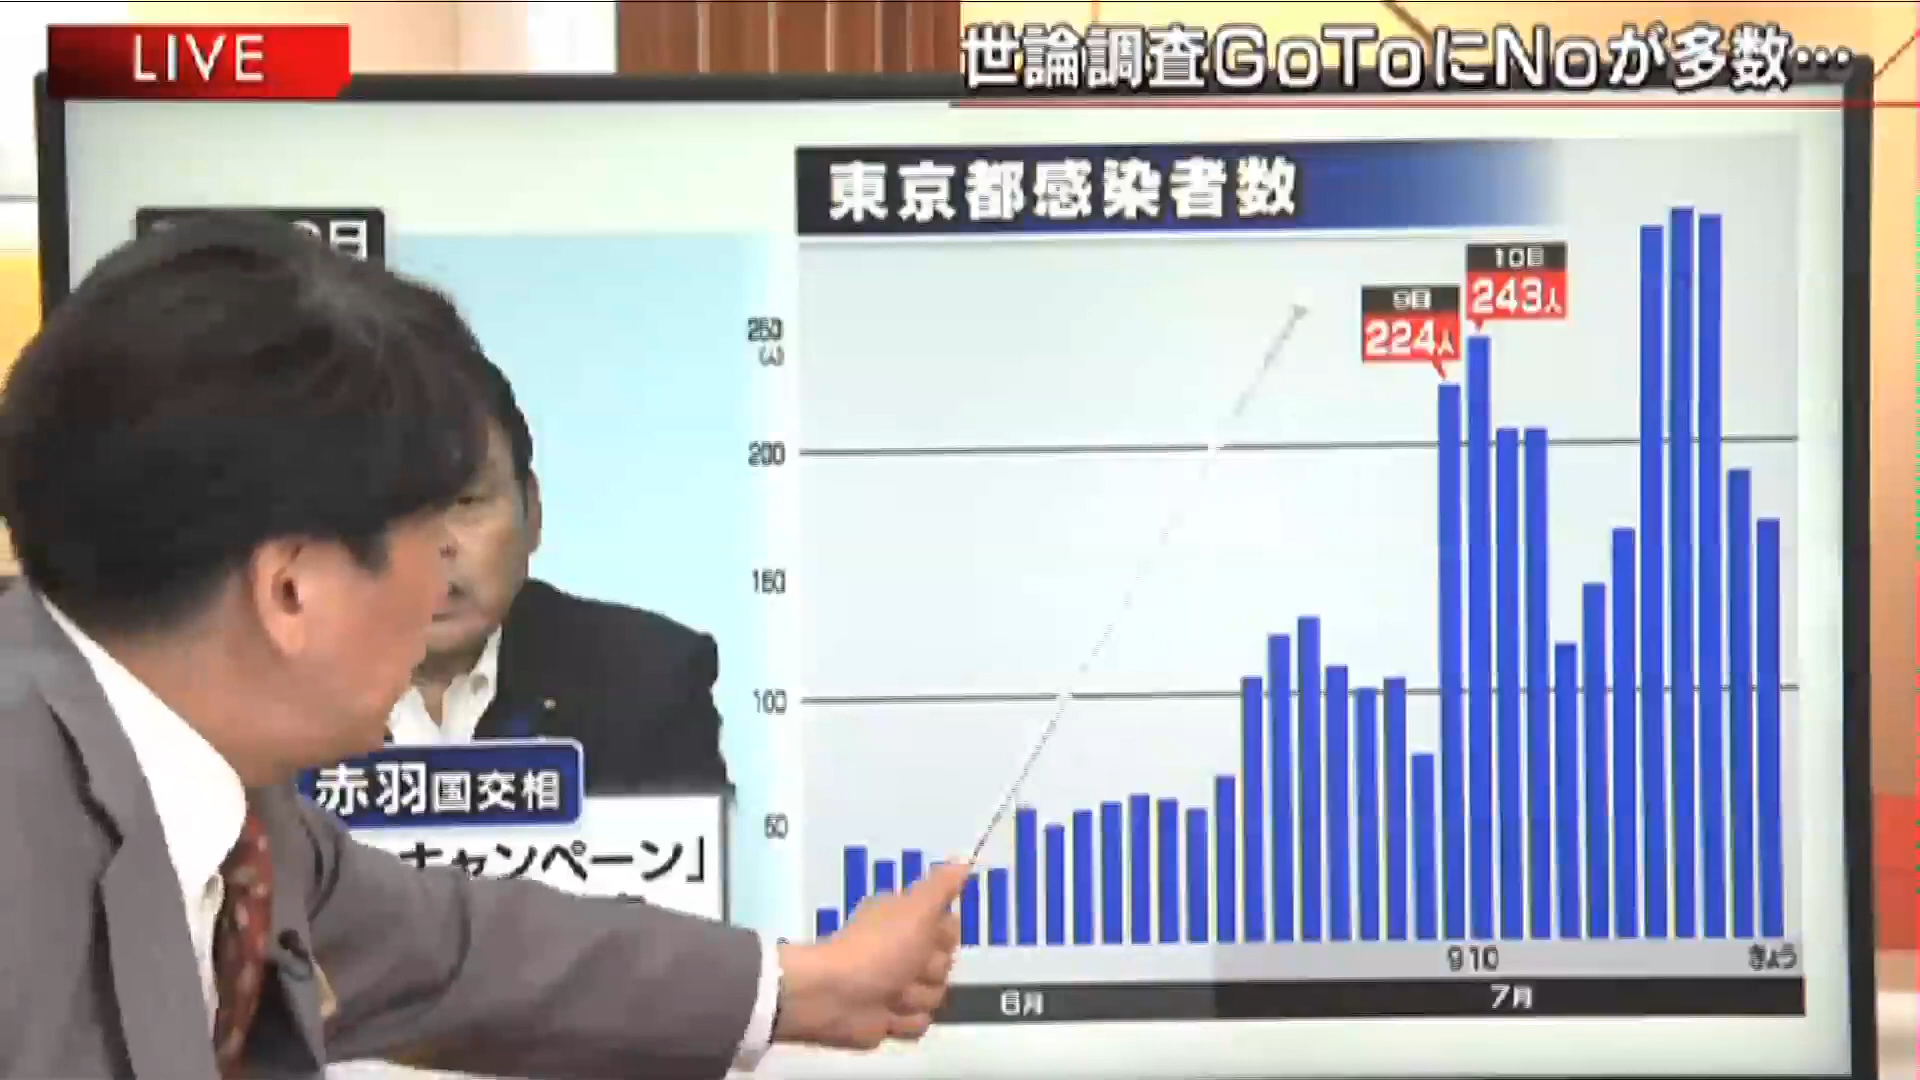 LIVE
世論調査GoToにNoが多数…
東京都感染者数
日
10日
243人
9日
224人
250
(人)
200
150
100
50
0
赤羽国交相
キャンペーン」
9 10
きょう
6月
7月